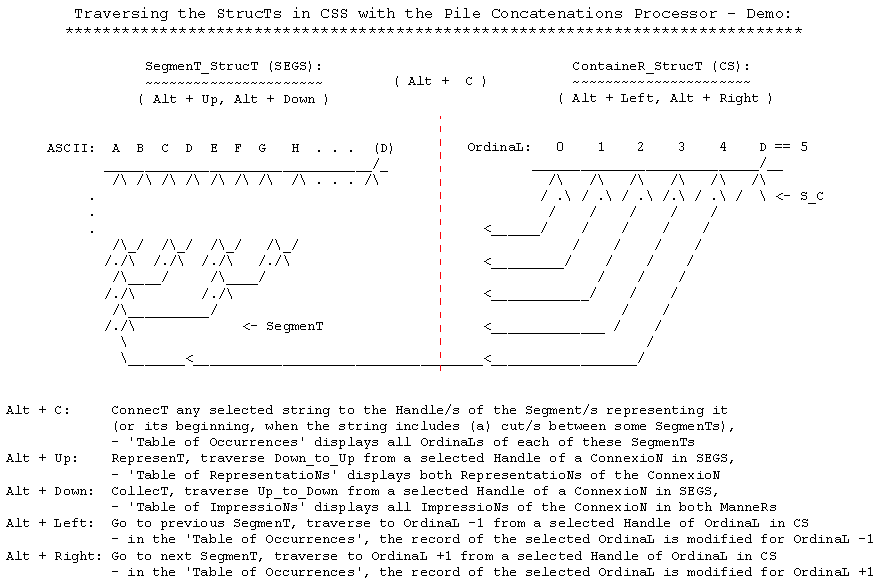 Traversing the StrucTs in CSS with the Pile Concatenations Processor - Demo:
*******************************************************************************
SegmenT_StrucT (SEGS):
~~~~~~~~~~~~~~~~~~~~~~
( Alt + Up, Alt + Down )
( Alt + C )
ContaineR_StrucT (CS):
~~~~~~~~~~~~~~~~~~~~~~
( Alt + Left, Alt + Right )
ASCII: A B C D E F G H . . . (D)
OrdinaL: 0 1 2 3 4 D == 5
<- S_C
<- SegmenT
Alt + C: ConnecT any selected string to the Handle/s of the Segment/s representing it
(or its beginning, when the string includes (a) cut/s between some SegmenTs),
- 'Table of Occurrences' displays all OrdinaLs of each of these SegmenTs
Alt + Up: RepresenT, traverse Down_to_Up from a selected Handle of a ConnexioN in SEGS,
- 'Table of RepresentatioNs' displays both RepresentatioNs of the ConnexioN
Alt + Down: CollecT, traverse Up_to_Down from a selected Handle of a ConnexioN in SEGS,
- 'Table of ImpressioNs' displays all ImpressioNs of the ConnexioN in both ManneRs
Alt + Left: Go to previous SegmenT, traverse to OrdinaL -1 from a selected Handle of OrdinaL in CS
- in the 'Table of Occurrences', the record of the selected OrdinaL is modified for OrdinaL -1
Alt + Right: Go to next SegmenT, traverse to OrdinaL +1 from a selected Handle of OrdinaL in CS
- in the 'Table of Occurrences', the record of the selected OrdinaL is modified for OrdinaL +1